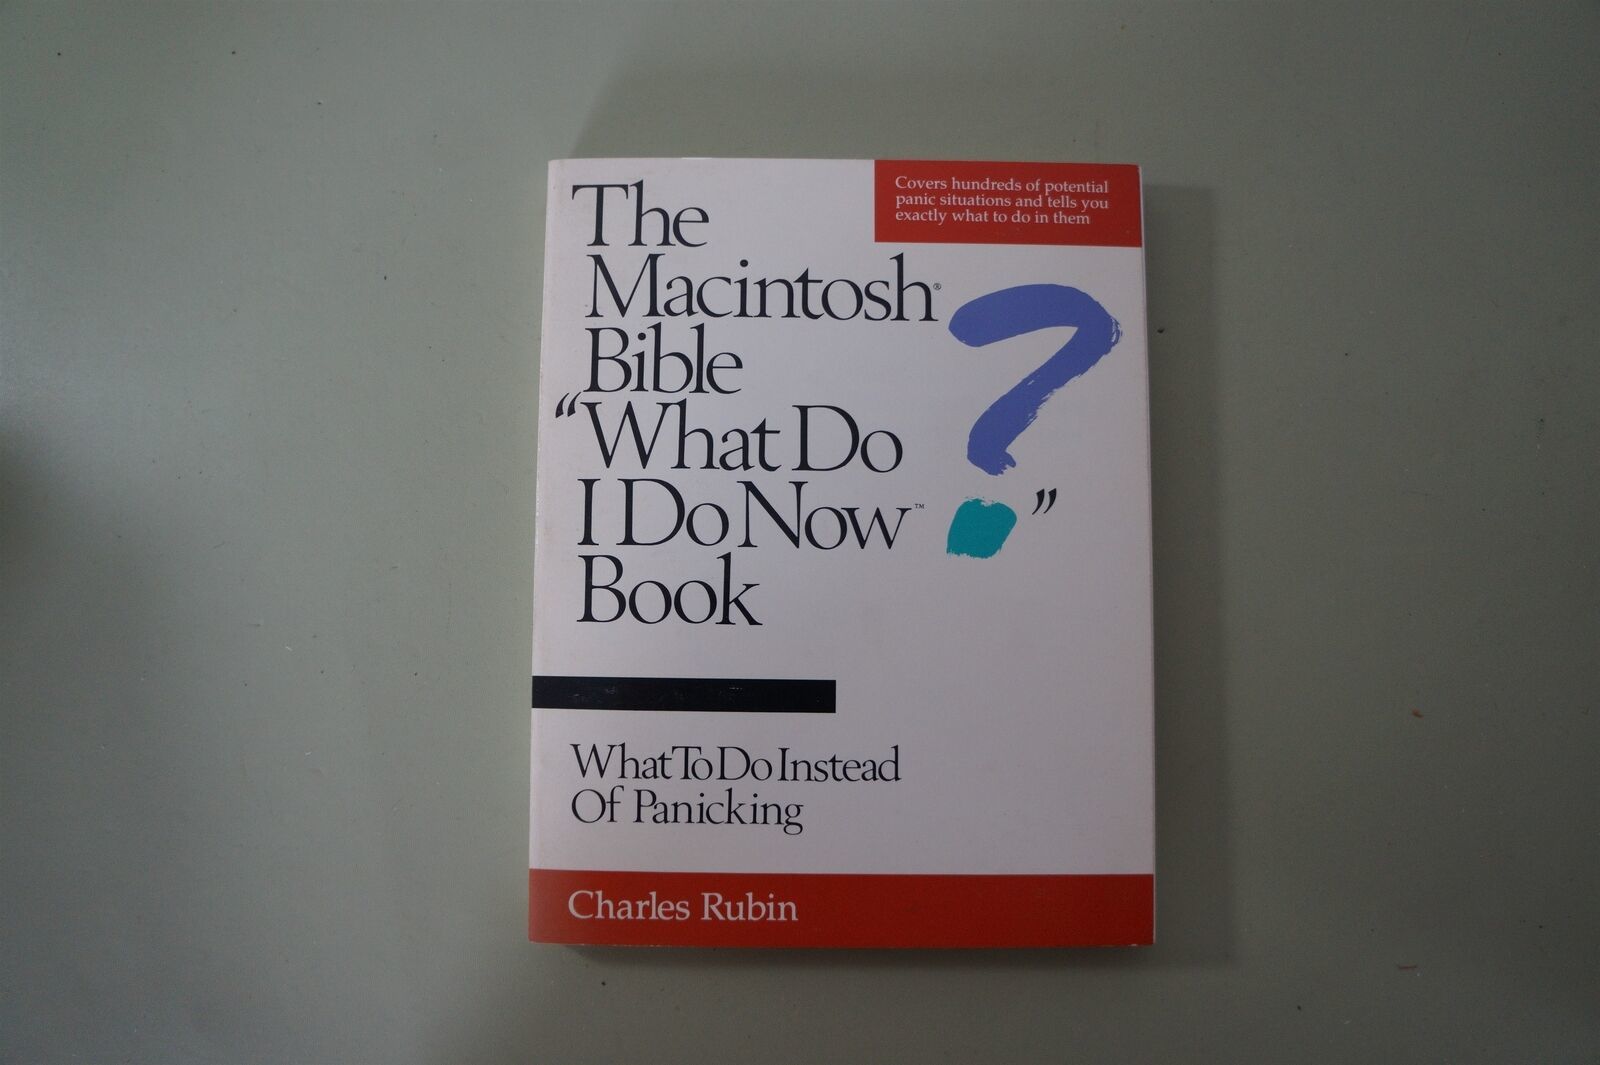 Covers hundreds of potential
panic situations and tells you
exactly what to do in them
The
Macintosh®
Bible
“What Do
I Do Now™?”
Book
What To Do Instead
Of Panicking
Charles Rubin